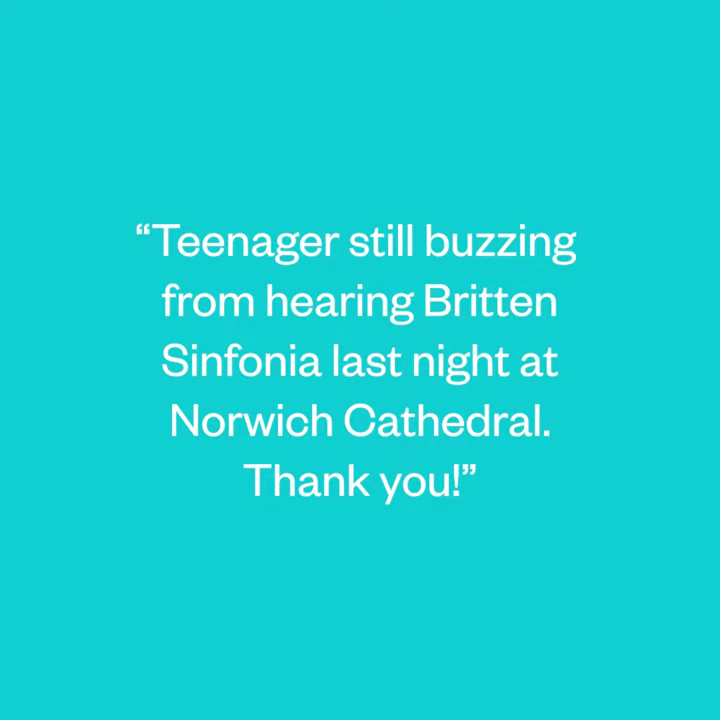 “Teenager still buzzing
from hearing Britten
Sinfonia last night at
Norwich Cathedral.
Thank you!”